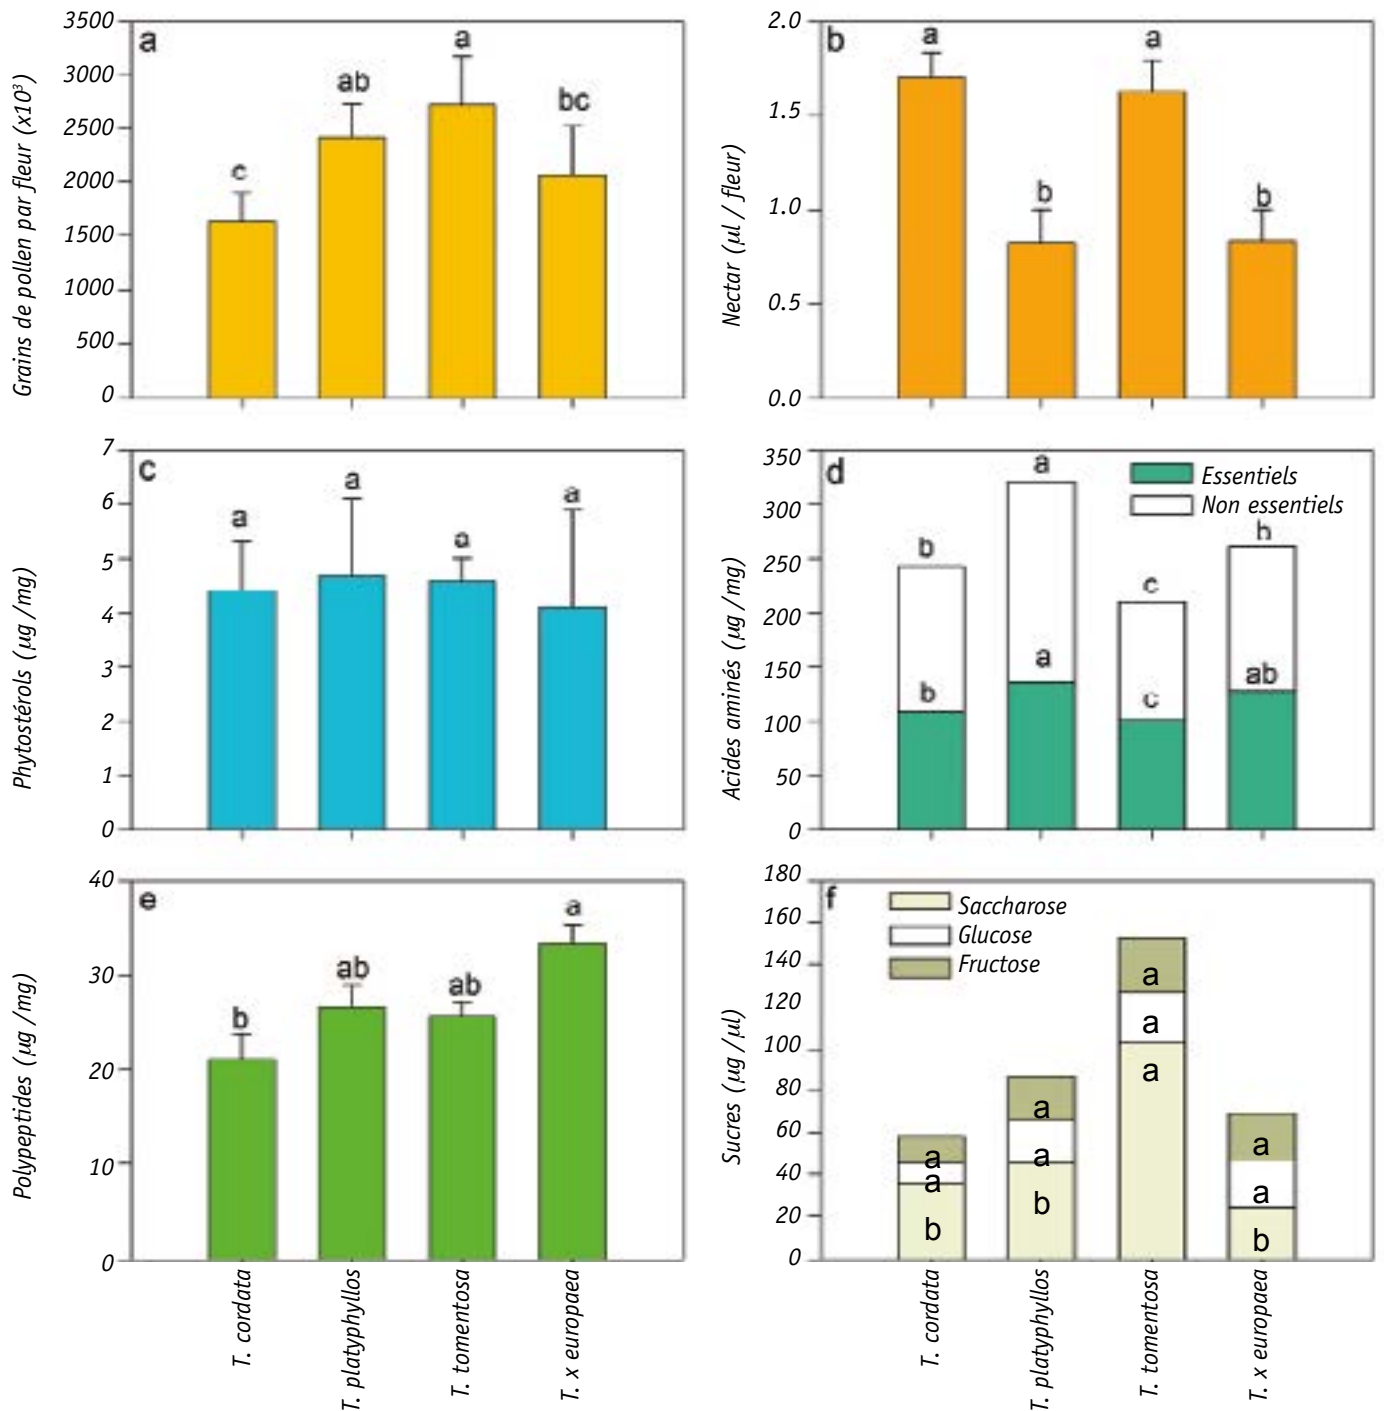 a
Grains de pollen par fleur (x10³)
3500
3000
2500
2000
1500
1000
500
0
c
ab
a
bc
b
Nectar (µl / fleur)
2.0
1.5
1.0
0.5
0.0
a
b
a
b
c
Phytostérols (µg /mg)
7
6
5
4
3
2
1
0
a
a
a
a
d
Acides aminés (µg /mg)
350
300
250
200
150
100
50
0
Essentiels
Non essentiels
b
a
c
b
b
a
c
ab
e
Polypeptides (µg /mg)
40
30
20
10
0
b
ab
ab
a
T. cordata
T. platyphyllos
T. tomentosa
T. x europaea
f
Sucres (µg /µl)
180
160
140
120
100
80
60
40
20
0
Saccharose
Glucose
Fructose
a
a
b
a
a
b
a
a
a
a
a
b
T. cordata
T. platyphyllos
T. tomentosa
T. x europaea